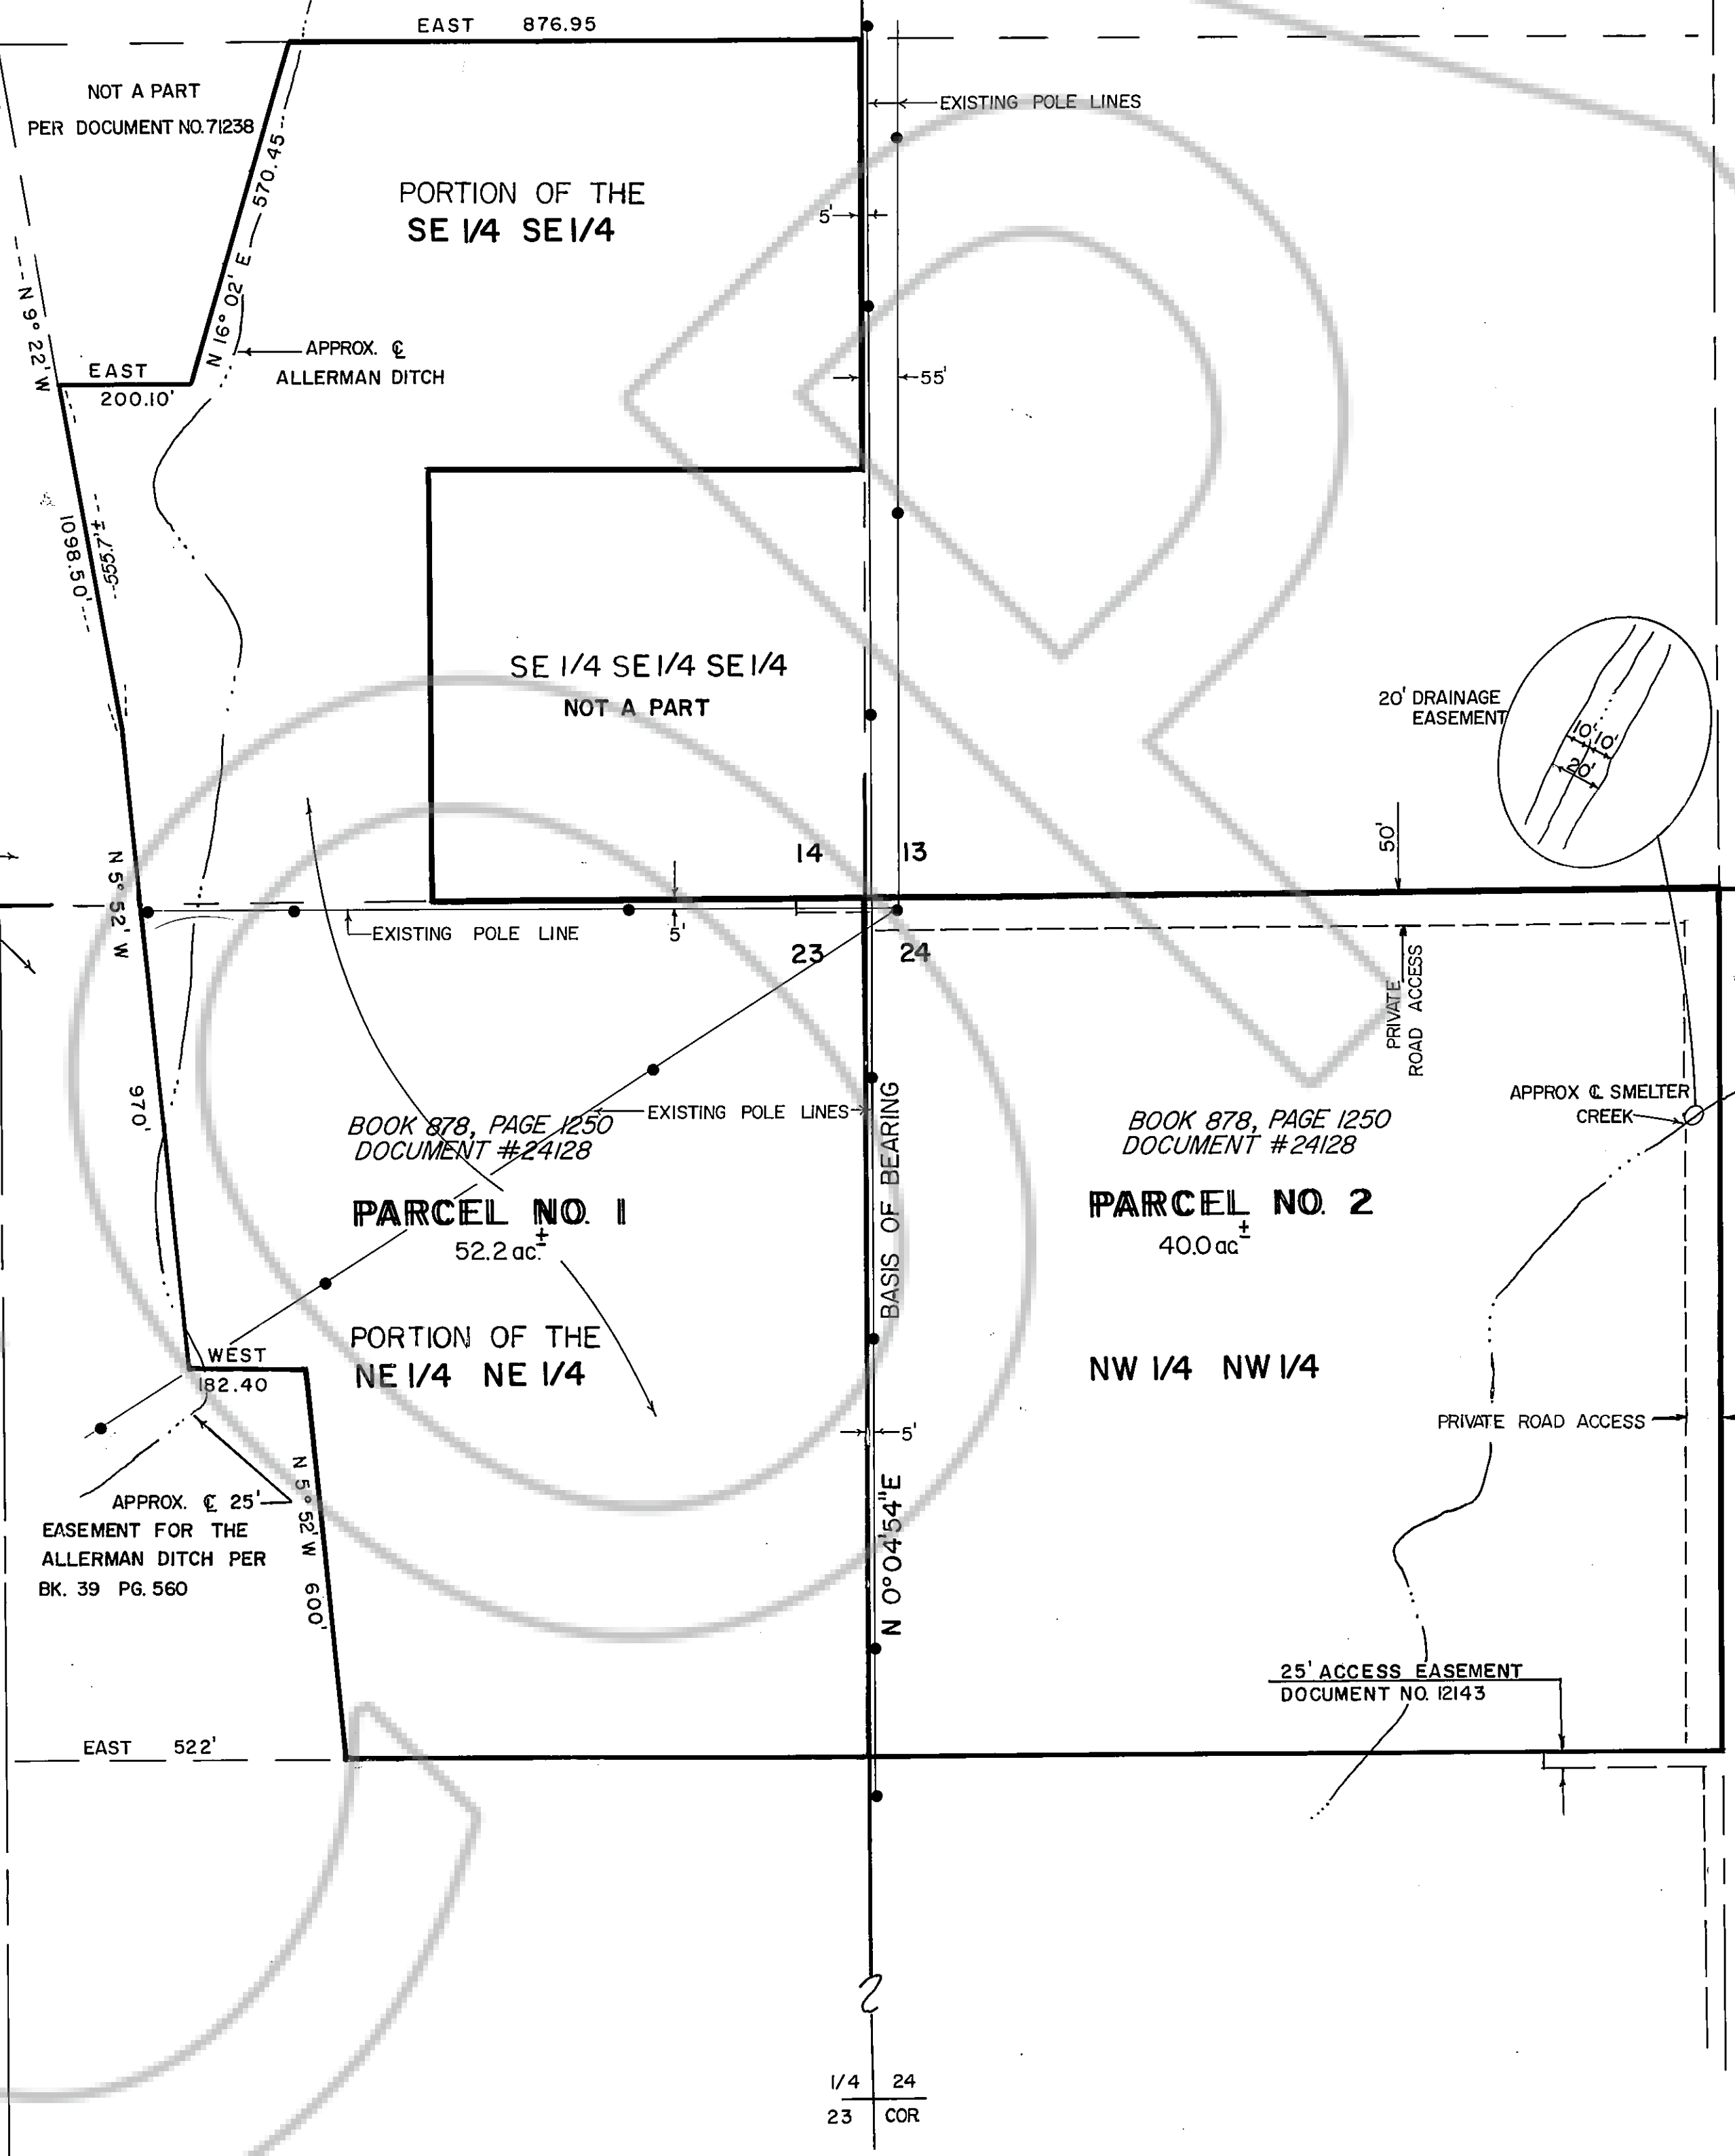 EAST 876.95
NOT A PART
PER DOCUMENT NO. 71238
570.45
N 16° 02' E
PORTION OF THE
SE 1/4 SE 1/4
EXISTING POLE LINES
5'
55'
N 9° 22' W
EAST
200.10'
APPROX. ℄
ALLERMAN DITCH
1098.50'
555.7'±
SE 1/4 SE 1/4 SE 1/4
NOT A PART
20' DRAINAGE
EASEMENT
10' 10'
20'
50'
14 13
23 24
N 5° 52' W
970'
EXISTING POLE LINE
5'
PRIVATE
ROAD ACCESS
BOOK 878, PAGE 1250
DOCUMENT #24128
EXISTING POLE LINES
PARCEL NO. 1
52.2 ac.±
PORTION OF THE
NE 1/4 NE 1/4
BASIS OF BEARING
N 0° 04' 54" E
5'
BOOK 878, PAGE 1250
DOCUMENT #24128
PARCEL NO. 2
40.0 ac±
NW 1/4 NW 1/4
APPROX ℄ SMELTER
CREEK
PRIVATE ROAD ACCESS
WEST
182.40
APPROX. ℄ 25'
EASEMENT FOR THE
ALLERMAN DITCH PER
BK. 39 PG. 560
N 5° 52' W 600'
25' ACCESS EASEMENT
DOCUMENT NO. 12143
EAST 522'
1/4 24
23 COR